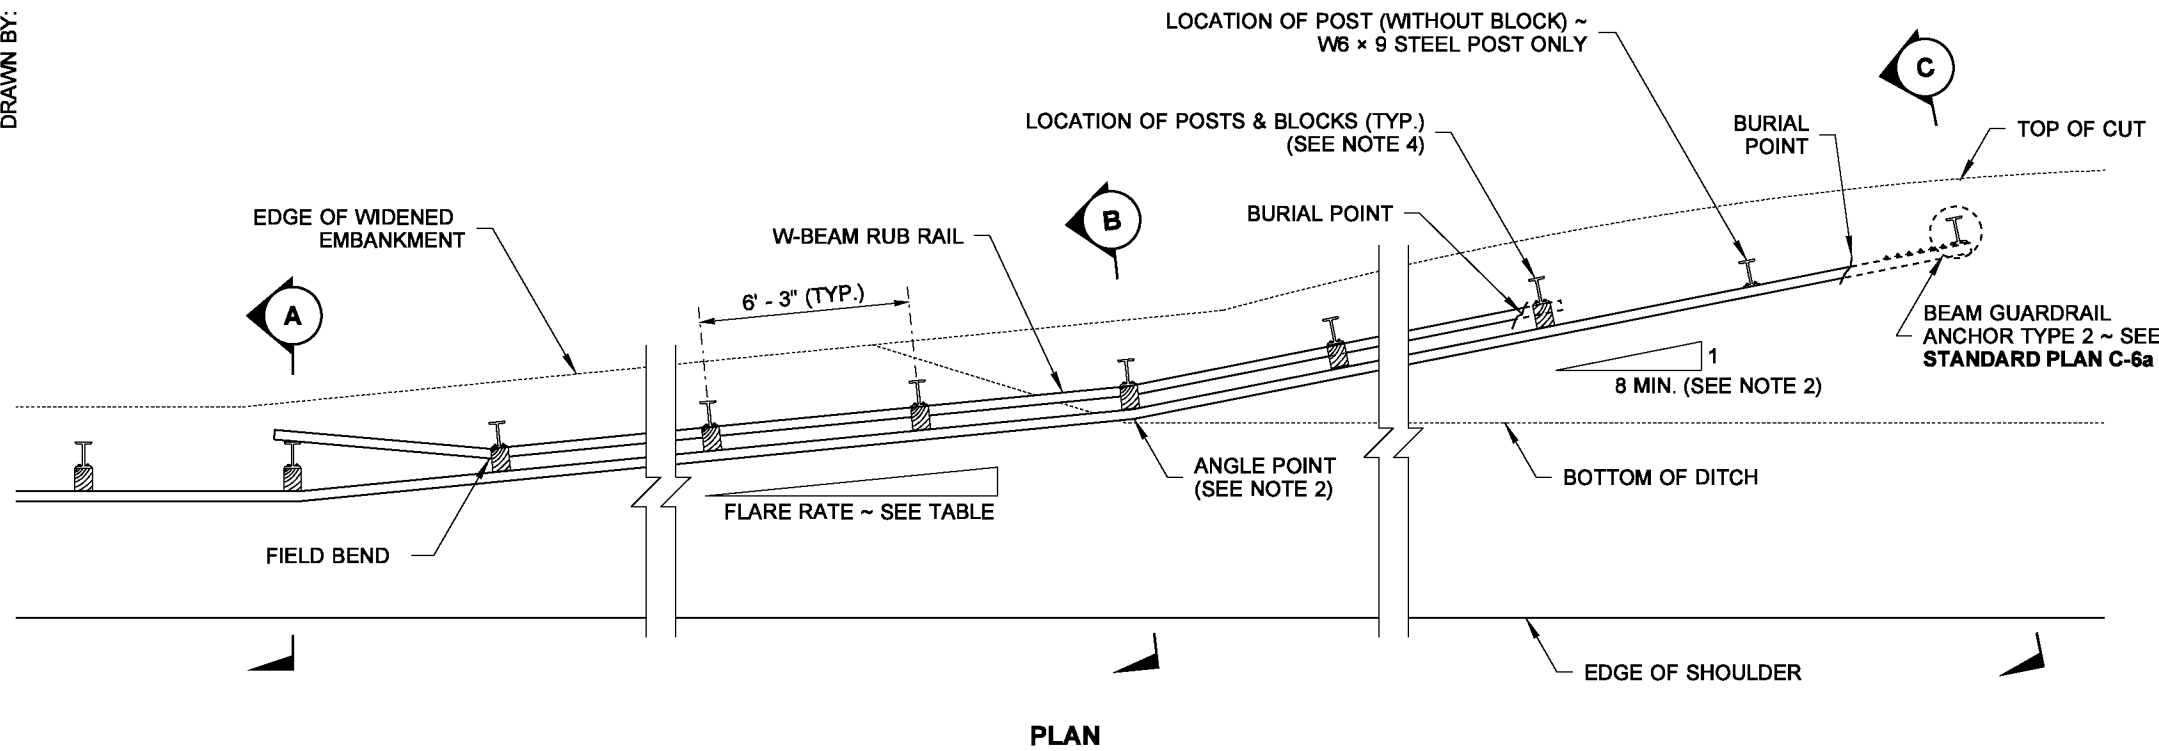 DRAWN BY:
LOCATION OF POST (WITHOUT BLOCK) ~
W6 × 9 STEEL POST ONLY
C
LOCATION OF POSTS & BLOCKS (TYP.)
(SEE NOTE 4)
BURIAL
POINT
TOP OF CUT
EDGE OF WIDENED
EMBANKMENT
W-BEAM RUB RAIL
B
BURIAL POINT
6' - 3" (TYP.)
A
BEAM GUARDRAIL
ANCHOR TYPE 2 ~ SEE
STANDARD PLAN C-6a
1
8 MIN. (SEE NOTE 2)
ANGLE POINT
(SEE NOTE 2)
BOTTOM OF DITCH
FLARE RATE ~ SEE TABLE
FIELD BEND
EDGE OF SHOULDER
PLAN